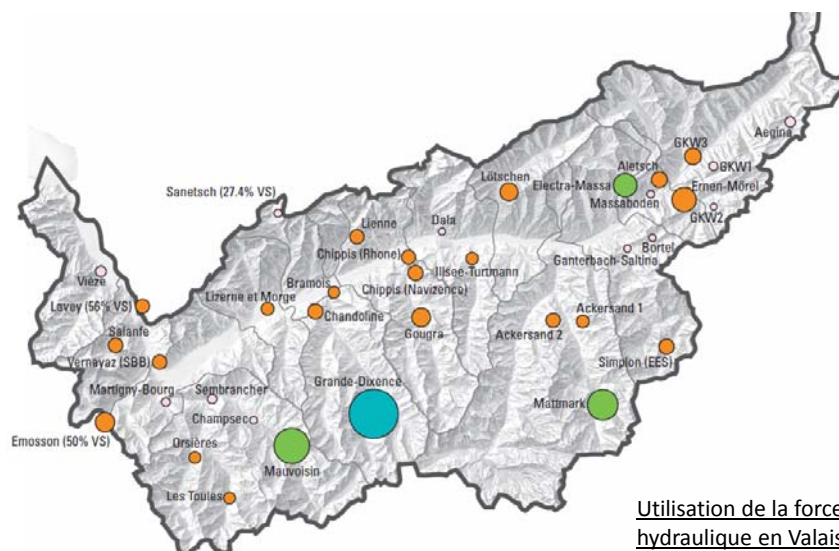 Aegina
GKW3
GKW1
Aletsch
Lötschen
Electra-Massa
Ernen-Mörel
Massaboden
GKW2
Sanetsch (27.4% VS)
Dala
Lienne
Bortel
Ganterbach-Saltina
Chippis (Rhone)
Illsee-Turtmann
Chippis (Navizence)
Vièze
Bramois
Lavey (56% VS)
Lizerne et Morge
Chandoline
Ackersand 1
Ackersand 2
Gougra
Salanfe
Simplon (EES)
Vernayaz (SBB)
Grande-Dixence
Martigny-Bourg
Sembrancher
Mattmark
Champsec
Emosson (50% VS)
Orsières
Mauvoisin
Les Toules
Utilisation de la force
hydraulique en Valais